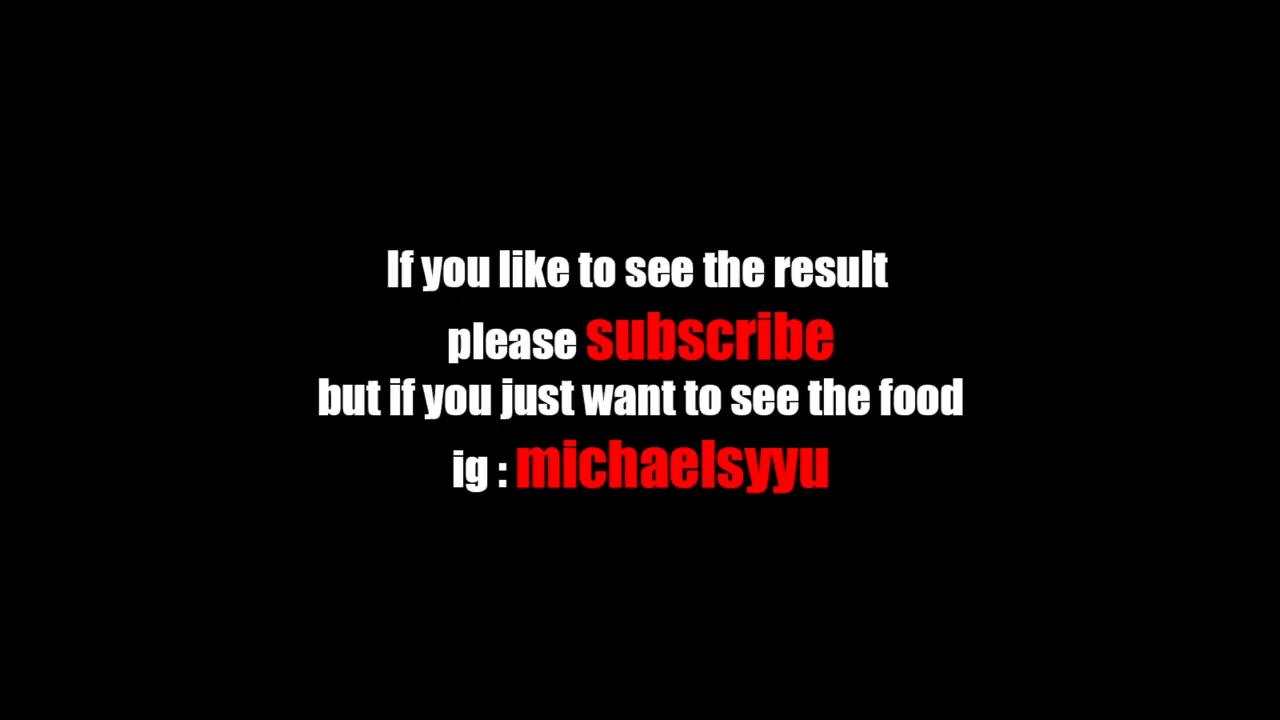 If you like to see the result
please subscribe
but if you just want to see the food
ig : michaelsyyu